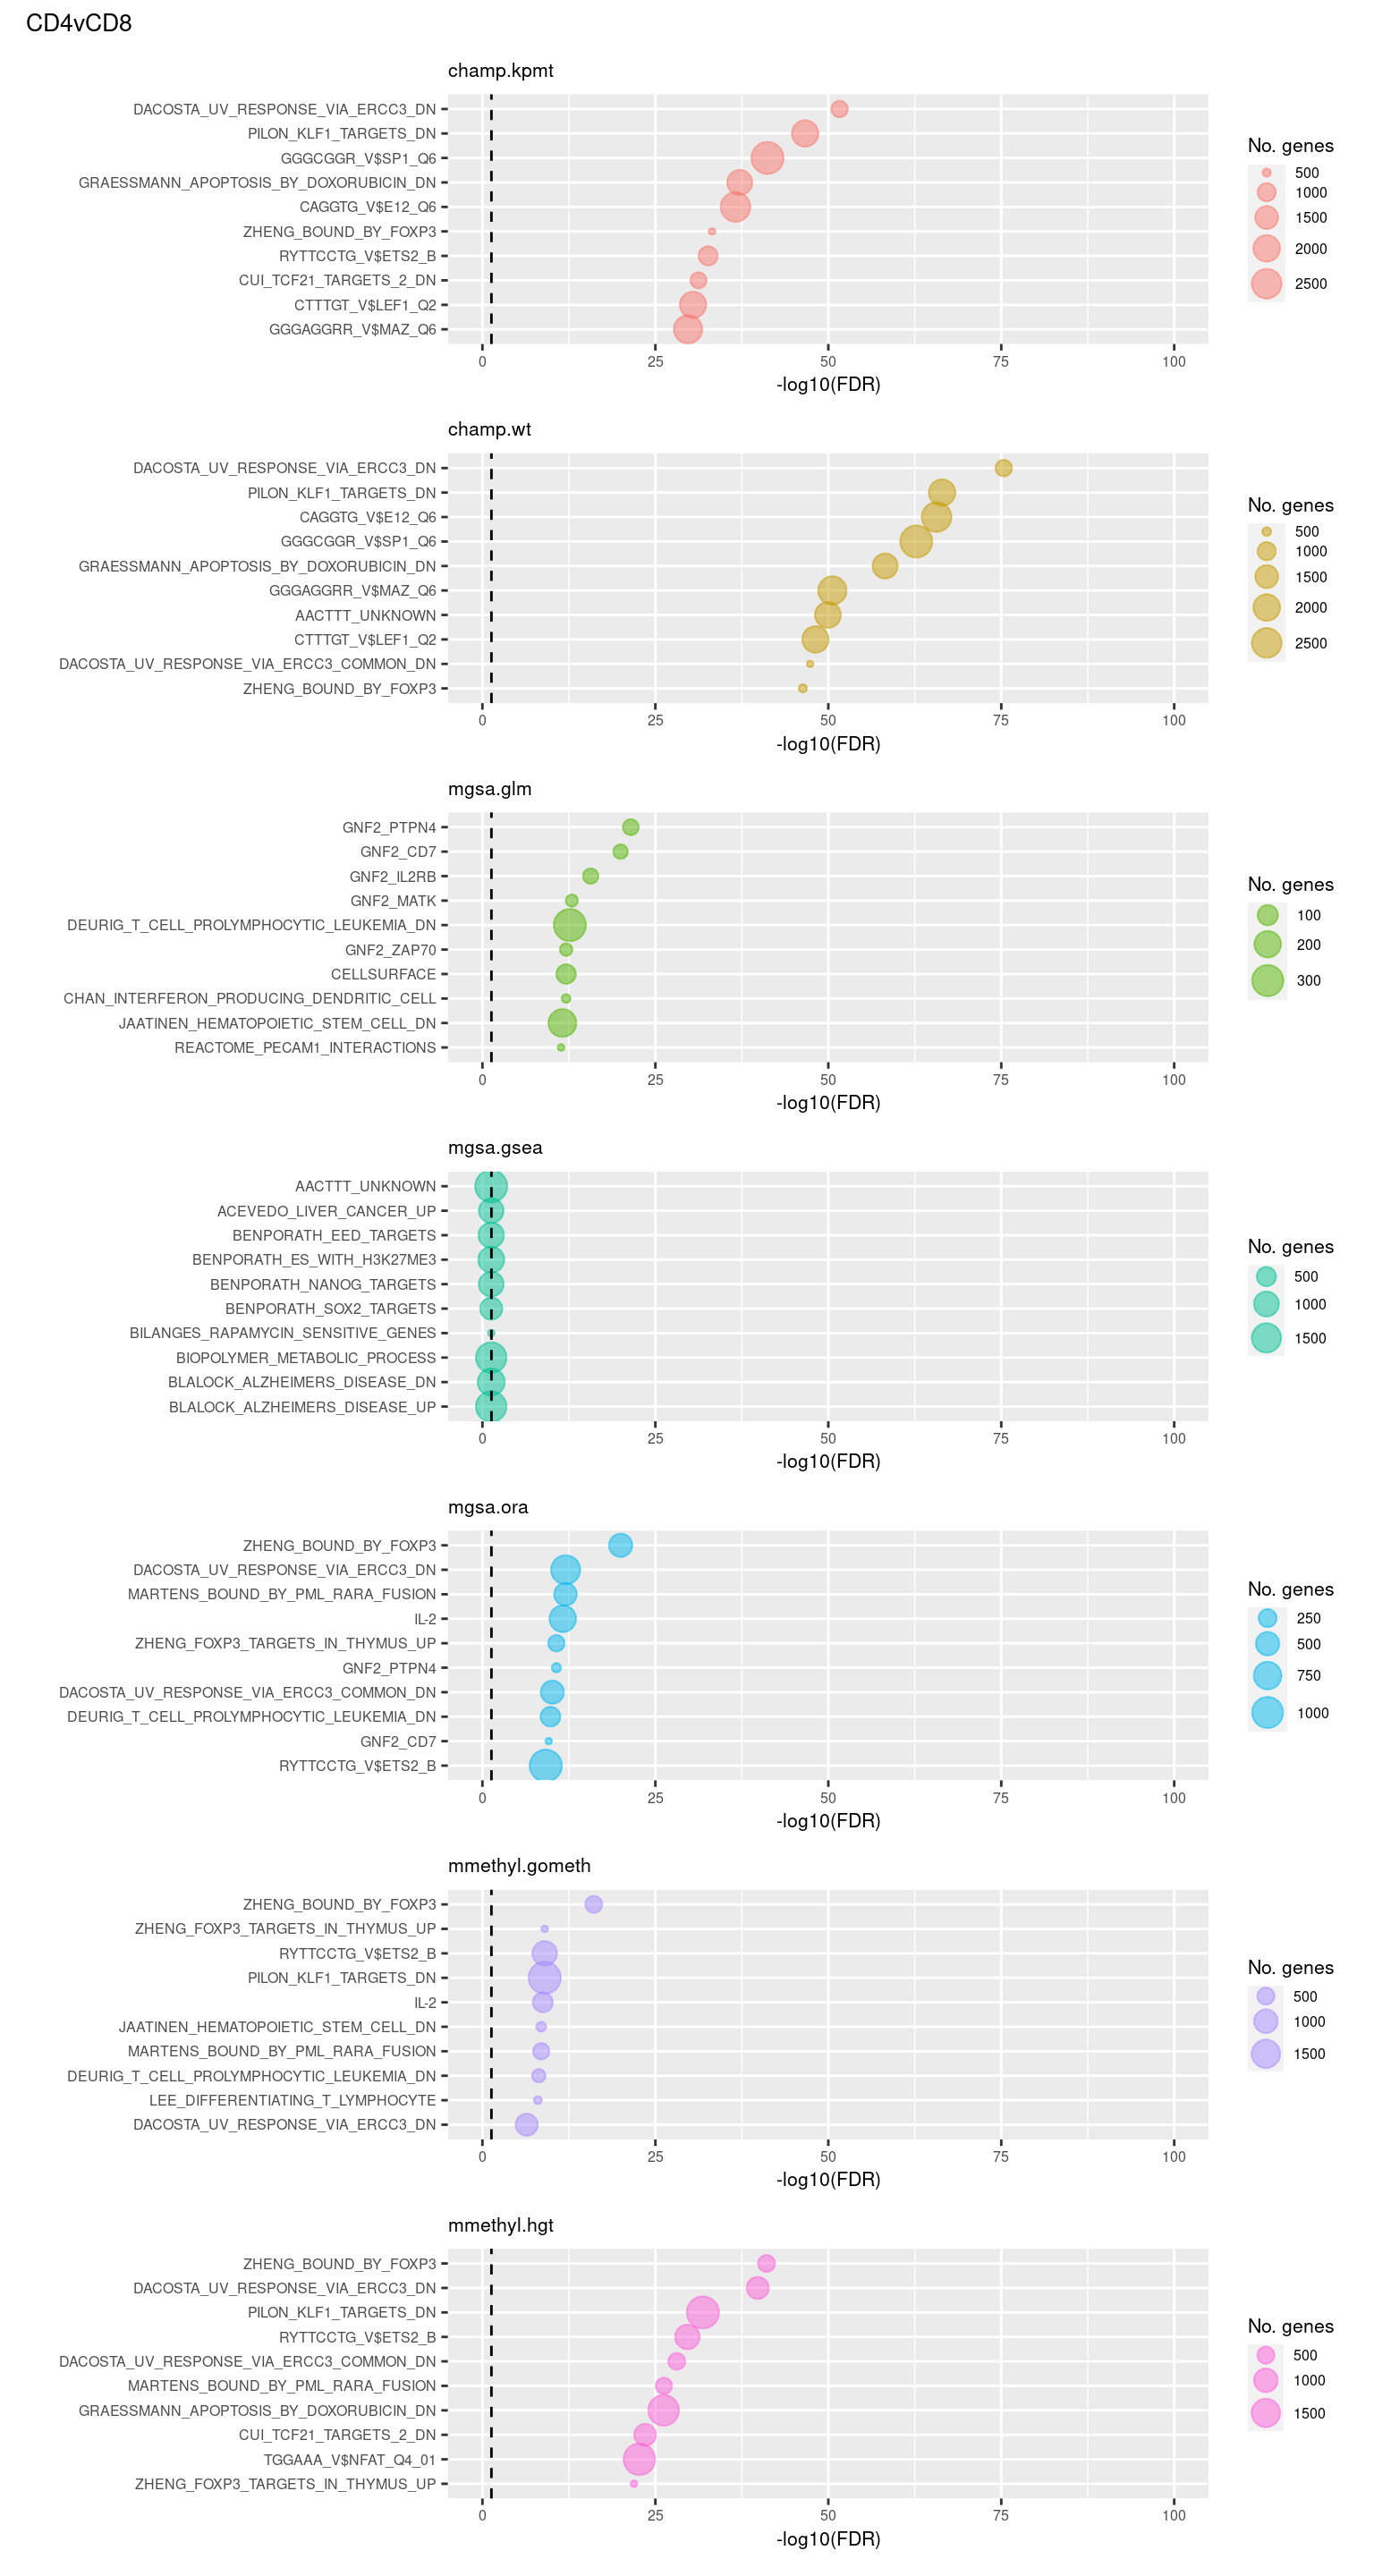 CD4vCD8
champ.kpmt
DACOSTA_UV_RESPONSE_VIA_ERCC3_DN
PILON_KLF1_TARGETS_DN
GGGCGGR_V$SP1_Q6
GRAESSMANN_APOPTOSIS_BY_DOXORUBICIN_DN
CAGGTG_V$E12_Q6
ZHENG_BOUND_BY_FOXP3
RYTTCCTG_V$ETS2_B
CUI_TCF21_TARGETS_2_DN
CTTTGT_V$LEF1_Q2
GGGAGGRR_V$MAZ_Q6
0 25 50 75 100
-log10(FDR)
No. genes
500
1000
1500
2000
2500
champ.wt
DACOSTA_UV_RESPONSE_VIA_ERCC3_DN
PILON_KLF1_TARGETS_DN
CAGGTG_V$E12_Q6
GGGCGGR_V$SP1_Q6
GRAESSMANN_APOPTOSIS_BY_DOXORUBICIN_DN
GGGAGGRR_V$MAZ_Q6
AACTTT_UNKNOWN
CTTTGT_V$LEF1_Q2
DACOSTA_UV_RESPONSE_VIA_ERCC3_COMMON_DN
ZHENG_BOUND_BY_FOXP3
0 25 50 75 100
-log10(FDR)
No. genes
500
1000
1500
2000
2500
mgsa.glm
GNF2_PTPN4
GNF2_CD7
GNF2_IL2RB
GNF2_MATK
DEURIG_T_CELL_PROLYMPHOCYTIC_LEUKEMIA_DN
GNF2_ZAP70
CELLSURFACE
CHAN_INTERFERON_PRODUCING_DENDRITIC_CELL
JAATINEN_HEMATOPOIETIC_STEM_CELL_DN
REACTOME_PECAM1_INTERACTIONS
0 25 50 75 100
-log10(FDR)
No. genes
100
200
300
mgsa.gsea
AACTTT_UNKNOWN
ACEVEDO_LIVER_CANCER_UP
BENPORATH_EED_TARGETS
BENPORATH_ES_WITH_H3K27ME3
BENPORATH_NANOG_TARGETS
BENPORATH_SOX2_TARGETS
BILANGES_RAPAMYCIN_SENSITIVE_GENES
BIOPOLYMER_METABOLIC_PROCESS
BLALOCK_ALZHEIMERS_DISEASE_DN
BLALOCK_ALZHEIMERS_DISEASE_UP
0 25 50 75 100
-log10(FDR)
No. genes
500
1000
1500
mgsa.ora
ZHENG_BOUND_BY_FOXP3
DACOSTA_UV_RESPONSE_VIA_ERCC3_DN
MARTENS_BOUND_BY_PML_RARA_FUSION
IL-2
ZHENG_FOXP3_TARGETS_IN_THYMUS_UP
GNF2_PTPN4
DACOSTA_UV_RESPONSE_VIA_ERCC3_COMMON_DN
DEURIG_T_CELL_PROLYMPHOCYTIC_LEUKEMIA_DN
GNF2_CD7
RYTTCCTG_V$ETS2_B
0 25 50 75 100
-log10(FDR)
No. genes
250
500
750
1000
mmethyl.gometh
ZHENG_BOUND_BY_FOXP3
ZHENG_FOXP3_TARGETS_IN_THYMUS_UP
RYTTCCTG_V$ETS2_B
PILON_KLF1_TARGETS_DN
IL-2
JAATINEN_HEMATOPOIETIC_STEM_CELL_DN
MARTENS_BOUND_BY_PML_RARA_FUSION
DEURIG_T_CELL_PROLYMPHOCYTIC_LEUKEMIA_DN
LEE_DIFFERENTIATING_T_LYMPHOCYTE
DACOSTA_UV_RESPONSE_VIA_ERCC3_DN
0 25 50 75 100
-log10(FDR)
No. genes
500
1000
1500
mmethyl.hgt
ZHENG_BOUND_BY_FOXP3
DACOSTA_UV_RESPONSE_VIA_ERCC3_DN
PILON_KLF1_TARGETS_DN
RYTTCCTG_V$ETS2_B
DACOSTA_UV_RESPONSE_VIA_ERCC3_COMMON_DN
MARTENS_BOUND_BY_PML_RARA_FUSION
GRAESSMANN_APOPTOSIS_BY_DOXORUBICIN_DN
CUI_TCF21_TARGETS_2_DN
TGGAAA_V$NFAT_Q4_01
ZHENG_FOXP3_TARGETS_IN_THYMUS_UP
0 25 50 75 100
-log10(FDR)
No. genes
500
1000
1500